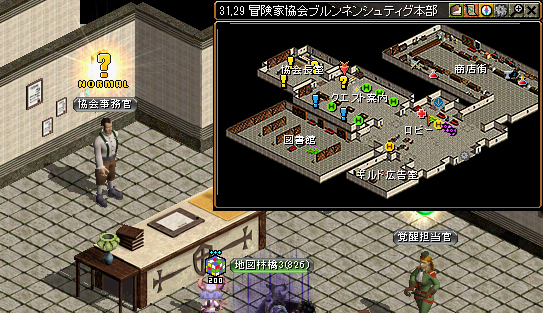 31,29 冒険家協会ブルンネンシュティグ本部
協会長室
商店街
クエスト案内
図書館
ロビー
ギルド広告室
NORMAL
協会事務官
覚醒担当官
地図林橋3(826)
200